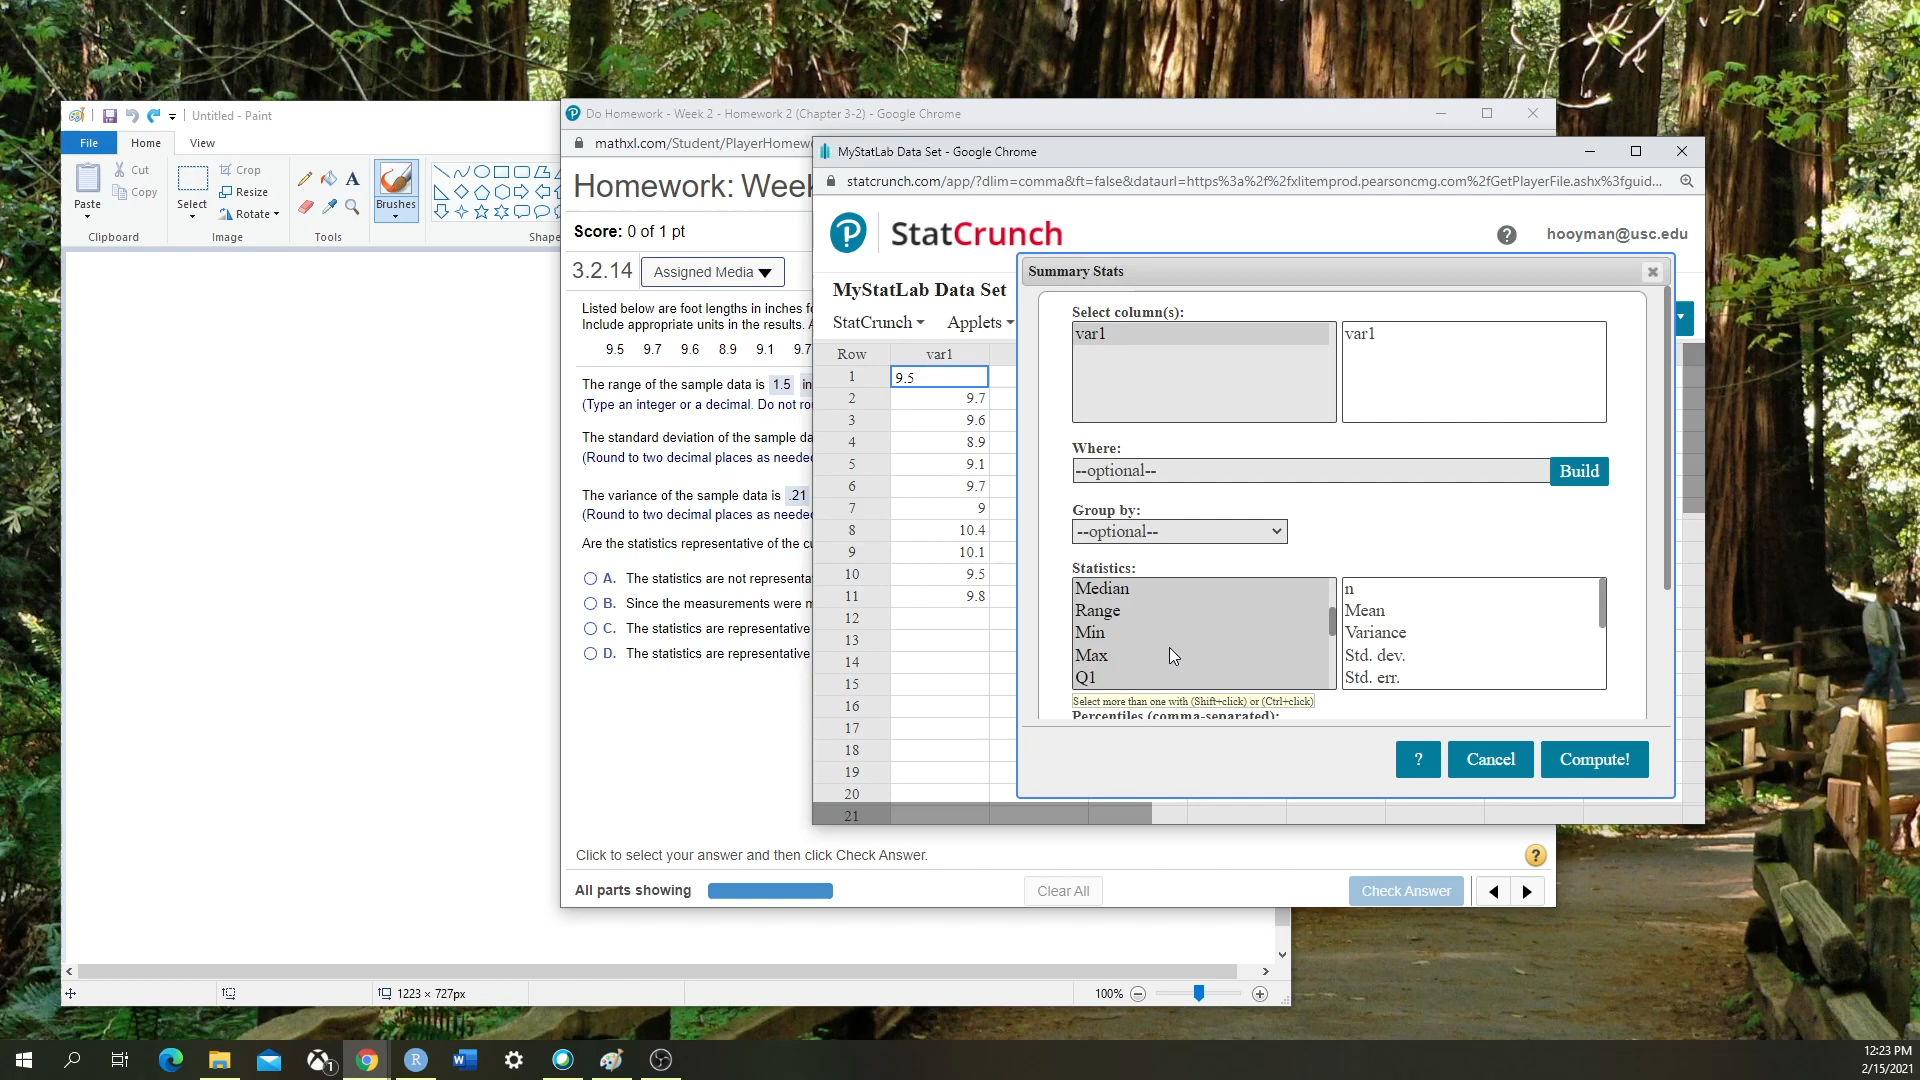 Untitled - Paint
File
Home
View
Paste
Cut
Copy
Clipboard
Select
Crop
Resize
Rotate
Image
A
Tools
Brushes
Shape
1223 × 727px
100%
Do Homework - Week 2 - Homework 2 (Chapter 3-2) - Google Chrome
mathxl.com/Student/PlayerHomew
Homework: Week
Score: 0 of 1 pt
3.2.14
Assigned Media
Listed below are foot lengths in inches f
Include appropriate units in the results.
9.5 9.7 9.6 8.9 9.1 9.7
The range of the sample data is 1.5 in
(Type an integer or a decimal. Do not ro
The standard deviation of the sample da
(Round to two decimal places as neede
The variance of the sample data is .21
(Round to two decimal places as neede
Are the statistics representative of the cu
A. The statistics are not representa
B. Since the measurements were m
C. The statistics are representative
D. The statistics are representative
Click to select your answer and then click Check Answer.
?
All parts showing
Clear All
Check Answer
MyStatLab Data Set - Google Chrome
statcrunch.com/app/?dlim=comma&ft=false&dataurl=https%3a%2f%2fxlitemprod.pearsoncmg.com%2fGetPlayerFile.ashx%3fguid...
P
StatCrunch
?
hooyman@usc.edu
MyStatLab Data Set
StatCrunch
Applets
Row var1
1 9.5
2 9.7
3 9.6
4 8.9
5 9.1
6 9.7
7 9
8 10.4
9 10.1
10 9.5
11 9.8
12
13
14
15
16
17
18
19
20
21
Summary Stats
Select column(s):
var1
var1
Where:
--optional--
Build
Group by:
--optional--
Statistics:
Median
Range
Min
Max
Q1
n
Mean
Variance
Std. dev.
Std. err.
Select more than one with (Shift+click) or (Ctrl+click)
Percentiles (comma-separated):
?
Cancel
Compute!
1
R
W
12:23 PM
2/15/2021